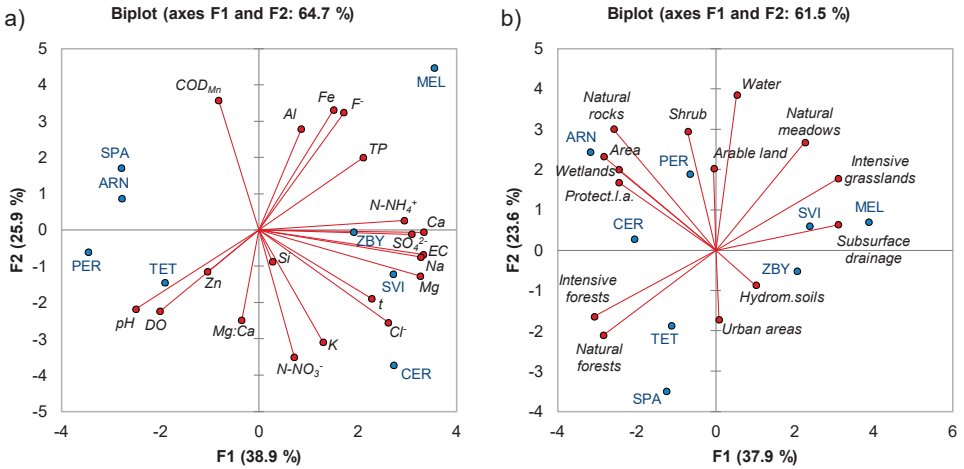 a)
Biplot (axes F1 and F2: 64.7 %)
5
4
3
2
1
0
-1
-2
-3
-4
-5
F2 (25.9 %)
MEL
COD_Mn
Fe
F⁻
Al
TP
SPA
ARN
N-NH₄⁺
Ca
ZBY
SO₄²⁻
EC
PER
Si
Na
TET
Zn
SVI
Mg
t
pH
DO
Mg:Ca
Cl⁻
K
N-NO₃⁻
CER
-4
-2
0
2
4
F1 (38.9 %)
b)
Biplot (axes F1 and F2: 61.5 %)
5
4
3
2
1
0
-1
-2
-3
-4
F2 (23.6 %)
Water
Natural
rocks
Shrub
Natural
meadows
ARN
Area
PER
Arable land
Wetlands
Intensive
grasslands
Protect.l.a.
CER
SVI
MEL
Subsurface
drainage
ZBY
Intensive
forests
Hydrom.soils
Urban areas
TET
Natural
forests
SPA
-4
-2
0
2
4
F1 (37.9 %)